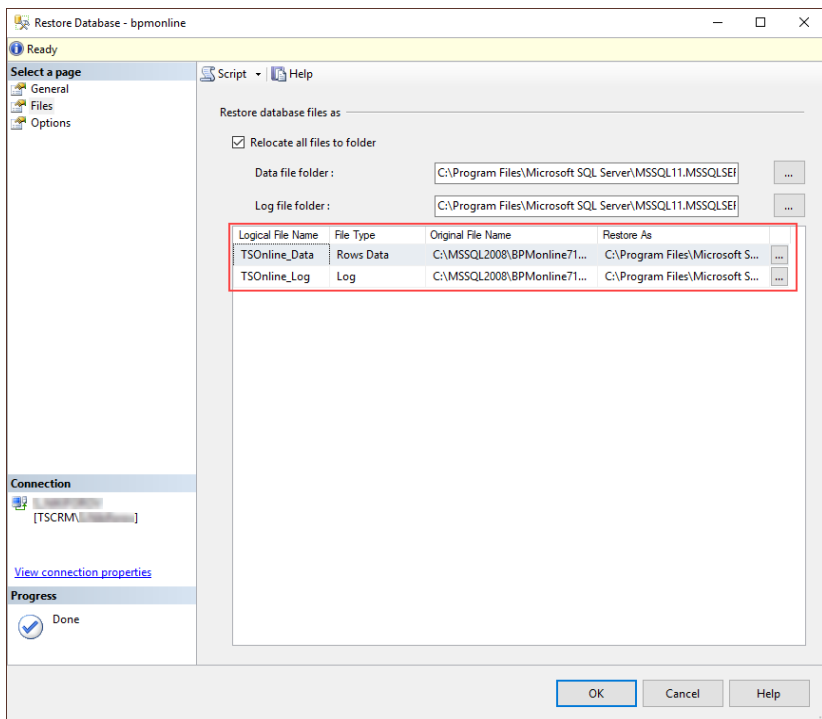 Restore Database - bpmonline
Ready
Select a page
General
Files
Options
Script
Help
Restore database files as
Relocate all files to folder
Data file folder :
C:\Program Files\Microsoft SQL Server\MSSQL11.MSSQLSEF
...
Log file folder :
C:\Program Files\Microsoft SQL Server\MSSQL11.MSSQLSEF
...
Logical File Name File Type Original File Name Restore As
TSOnline_Data Rows Data C:\MSSQL2008\BPMonline71... C:\Program Files\Microsoft S... ...
TSOnline_Log Log C:\MSSQL2008\BPMonline71... C:\Program Files\Microsoft S... ...
Connection
[TSCRM\ ]
View connection properties
Progress
Done
OK Cancel Help